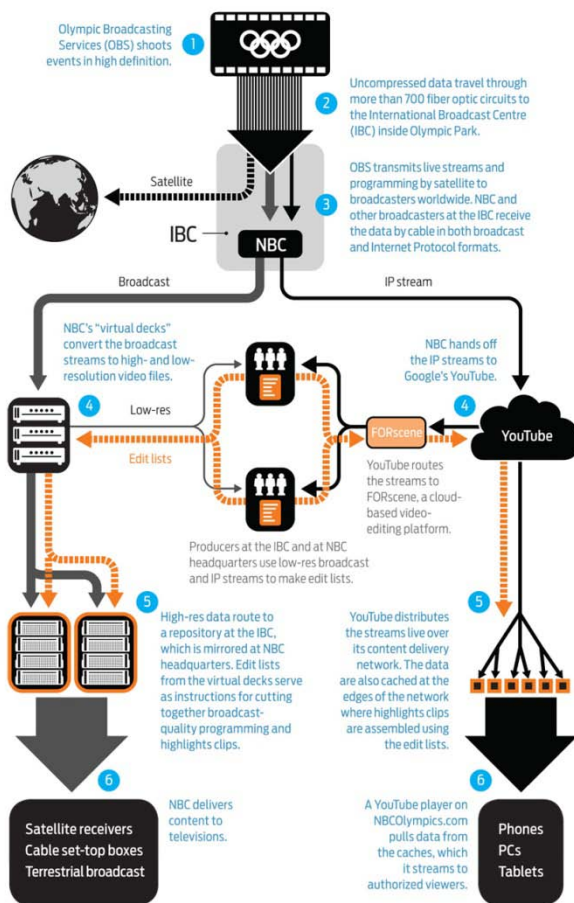 Olympic Broadcasting
Services (OBS) shoots
events in high definition.
1
2
Uncompressed data travel through
more than 700 fiber optic circuits to
the International Broadcast Centre
(IBC) inside Olympic Park.
Satellite
3
OBS transmits live streams and
programming by satellite to
broadcasters worldwide. NBC and
other broadcasters at the IBC receive
the data by cable in both broadcast
and Internet Protocol formats.
IBC
NBC
Broadcast
IP stream
NBC's “virtual decks”
convert the broadcast
streams to high- and low-
resolution video files.
NBC hands off
the IP streams to
Google's YouTube.
4
Low-res
Edit lists
FORscene
4
YouTube
YouTube routes
the streams to
FORscene, a cloud-
based video-
editing platform.
Producers at the IBC and at NBC
headquarters use low-res broadcast
and IP streams to make edit lists.
5
High-res data route to
a repository at the IBC,
which is mirrored at NBC
headquarters. Edit lists
from the virtual decks serve
as instructions for cutting
together broadcast-
quality programming and
highlights clips.
5
YouTube distributes
the streams live over
its content delivery
network. The data
are also cached at the
edges of the network
where highlights clips
are assembled using
the edit lists.
6
NBC delivers
content to
televisions.
Satellite receivers
Cable set-top boxes
Terrestrial broadcast
6
A YouTube player on
NBCOlympics.com
pulls data from
the caches, which
it streams to
authorized viewers.
Phones
PCs
Tablets